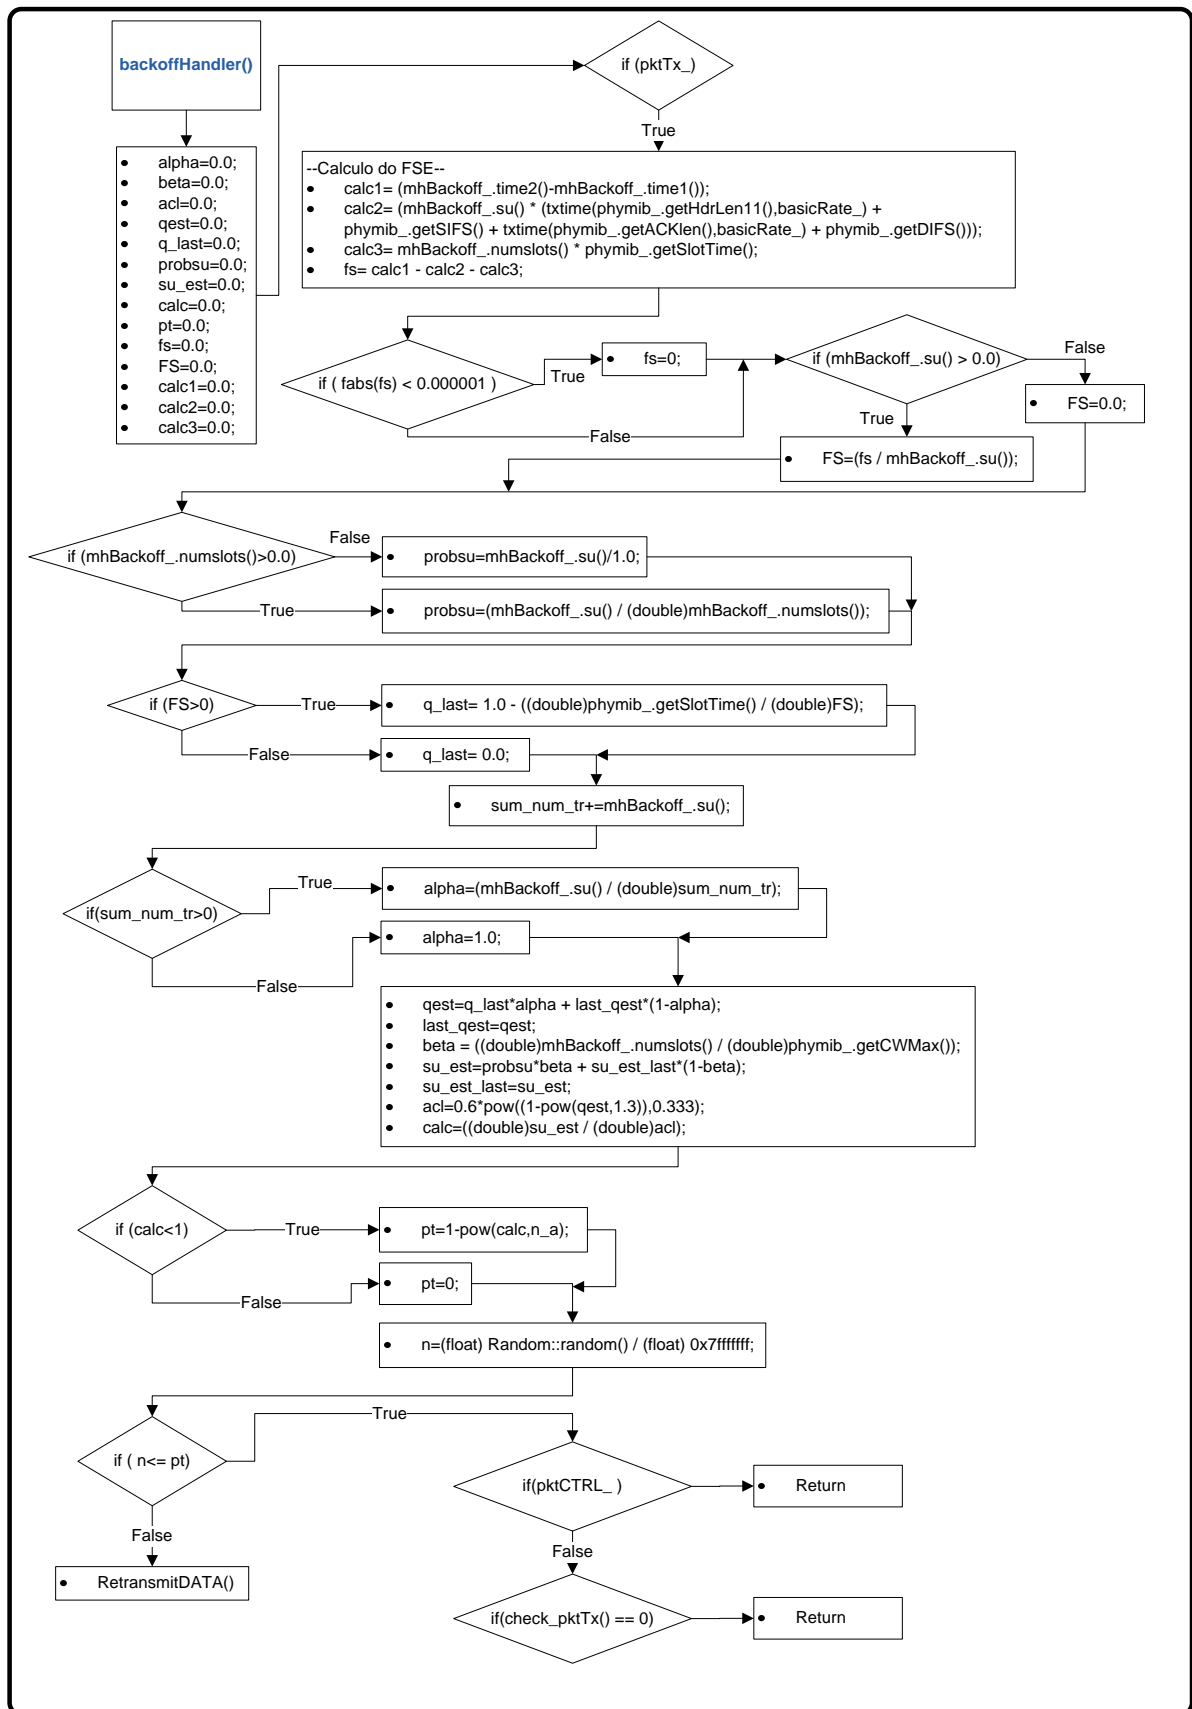 backoffHandler()
if (pktTx_)
True
• alpha=0.0;
• beta=0.0;
• acl=0.0;
• qest=0.0;
• q_last=0.0;
• probsu=0.0;
• su_est=0.0;
• calc=0.0;
• pt=0.0;
• fs=0.0;
• FS=0.0;
• calc1=0.0;
• calc2=0.0;
• calc3=0.0;
--Calculo do FSE--
• calc1= (mhBackoff_.time2()-mhBackoff_.time1());
• calc2= (mhBackoff_.su() * (txtime(phymib_.getHdrLen11(),basicRate_) +
phymib_.getSIFS() + txtime(phymib_.getACKlen(),basicRate_) + phymib_.getDIFS()));
• calc3= mhBackoff_.numslots() * phymib_.getSlotTime();
• fs= calc1 - calc2 - calc3;
if ( fabs(fs) < 0.000001 )
True
• fs=0;
False
if (mhBackoff_.su() > 0.0)
False
• FS=0.0;
True
• FS=(fs / mhBackoff_.su());
if (mhBackoff_.numslots()>0.0)
False
• probsu=mhBackoff_.su()/1.0;
True
• probsu=(mhBackoff_.su() / (double)mhBackoff_.numslots());
if (FS>0)
True
• q_last= 1.0 - ((double)phymib_.getSlotTime() / (double)FS);
False
• q_last= 0.0;
• sum_num_tr+=mhBackoff_.su();
if(sum_num_tr>0)
True
• alpha=(mhBackoff_.su() / (double)sum_num_tr);
• alpha=1.0;
False
• qest=q_last*alpha + last_qest*(1-alpha);
• last_qest=qest;
• beta = ((double)mhBackoff_.numslots() / (double)phymib_.getCWMax());
• su_est=probsu*beta + su_est_last*(1-beta);
• su_est_last=su_est;
• acl=0.6*pow((1-pow(qest,1.3)),0.333);
• calc=((double)su_est / (double)acl);
if (calc<1)
True
• pt=1-pow(calc,n_a);
• pt=0;
False
• n=(float) Random::random() / (float) 0x7fffffff;
if ( n<= pt)
True
if(pktCTRL_ )
• Return
False
False
• RetransmitDATA()
if(check_pktTx() == 0)
• Return